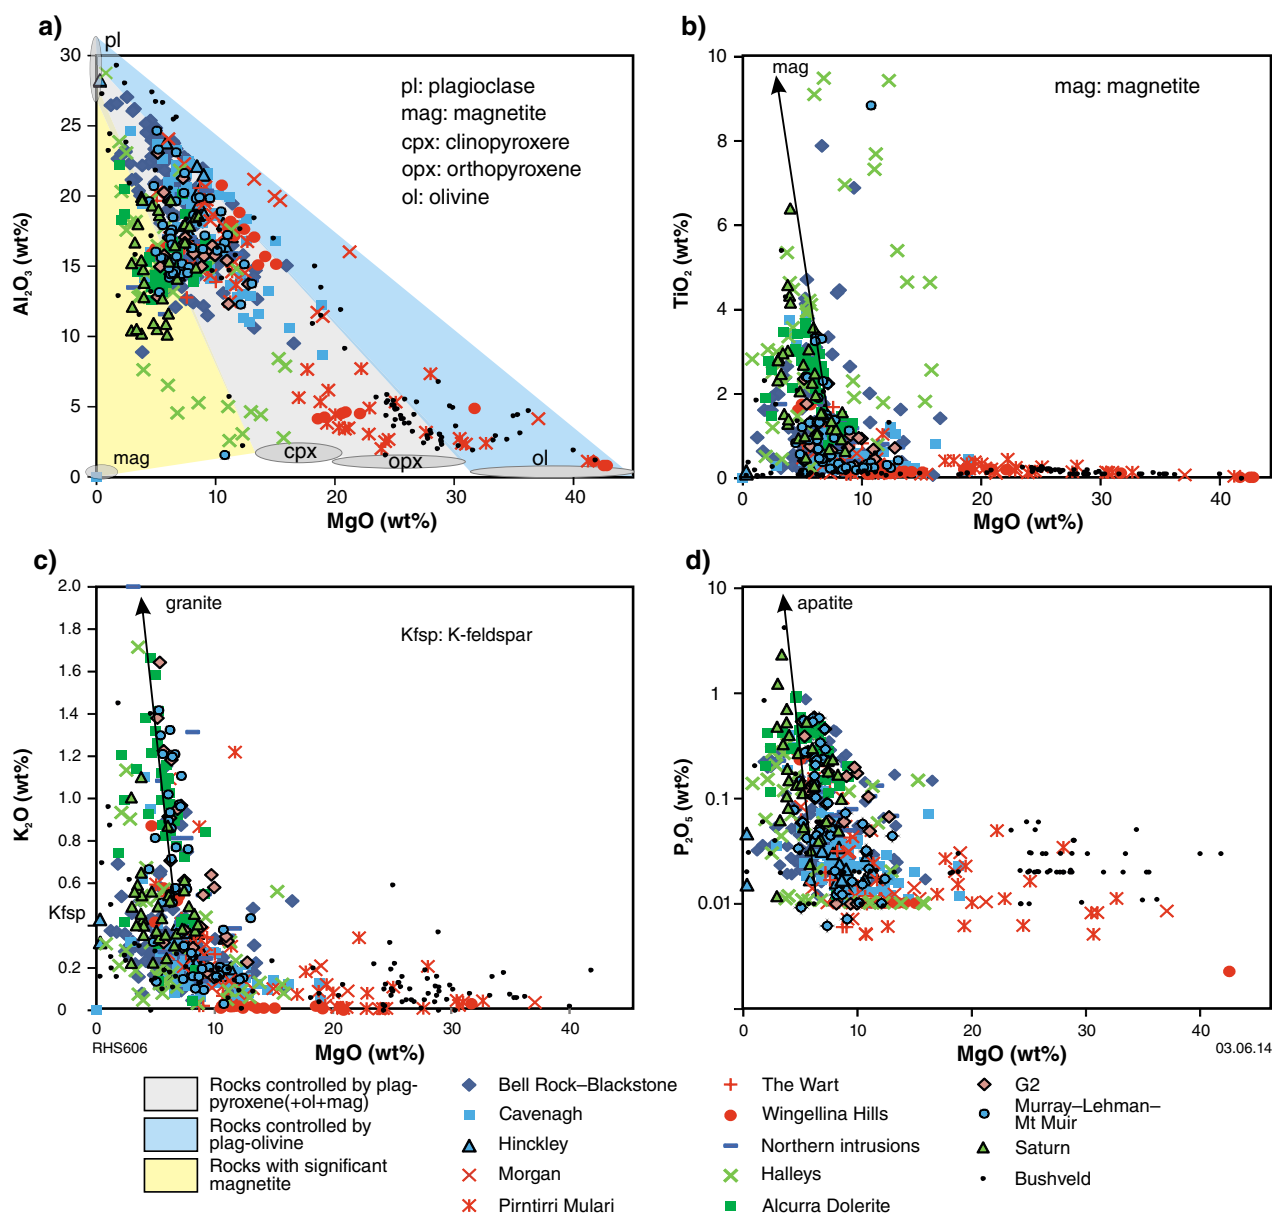 a)
pl
30
25
20
15
10
5
0
Al2O3 (wt%)
pl: plagioclase
mag: magnetite
cpx: clinopyroxere
opx: orthopyroxene
ol: olivine
mag
cpx
opx
ol
0 10 20 30 40
MgO (wt%)
b)
10
8
6
4
2
0
TiO2 (wt%)
mag
mag: magnetite
0 10 20 30 40
MgO (wt%)
c)
2.0
1.8
1.6
1.4
1.2
1.0
0.8
0.6
Kfsp
0.4
0.2
0
K2O (wt%)
granite
Kfsp: K-feldspar
0 10 20 30 40
MgO (wt%)
RHS606
d)
10
1
0.1
0.01
P2O5 (wt%)
apatite
0 10 20 30 40
MgO (wt%)
03.06.14
Rocks controlled by plag-
pyroxene(+ol+mag)
Rocks controlled by
plag-olivine
Rocks with significant
magnetite
Bell Rock–Blackstone
Cavenagh
Hinckley
Morgan
Pirntirri Mulari
The Wart
Wingellina Hills
Northern intrusions
Halleys
Alcurra Dolerite
G2
Murray–Lehman–
Mt Muir
Saturn
Bushveld